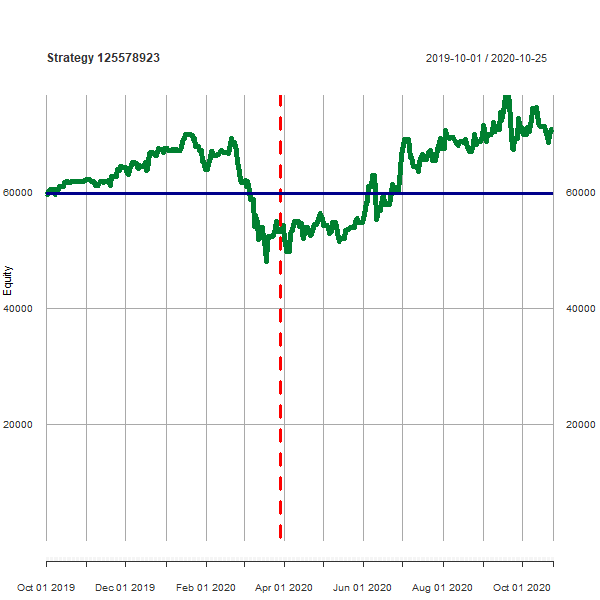 Strategy 125578923
2019-10-01 / 2020-10-25
60000
60000
Equity
40000
40000
20000
20000
Oct 01 2019
Dec 01 2019
Feb 01 2020
Apr 01 2020
Jun 01 2020
Aug 01 2020
Oct 01 2020